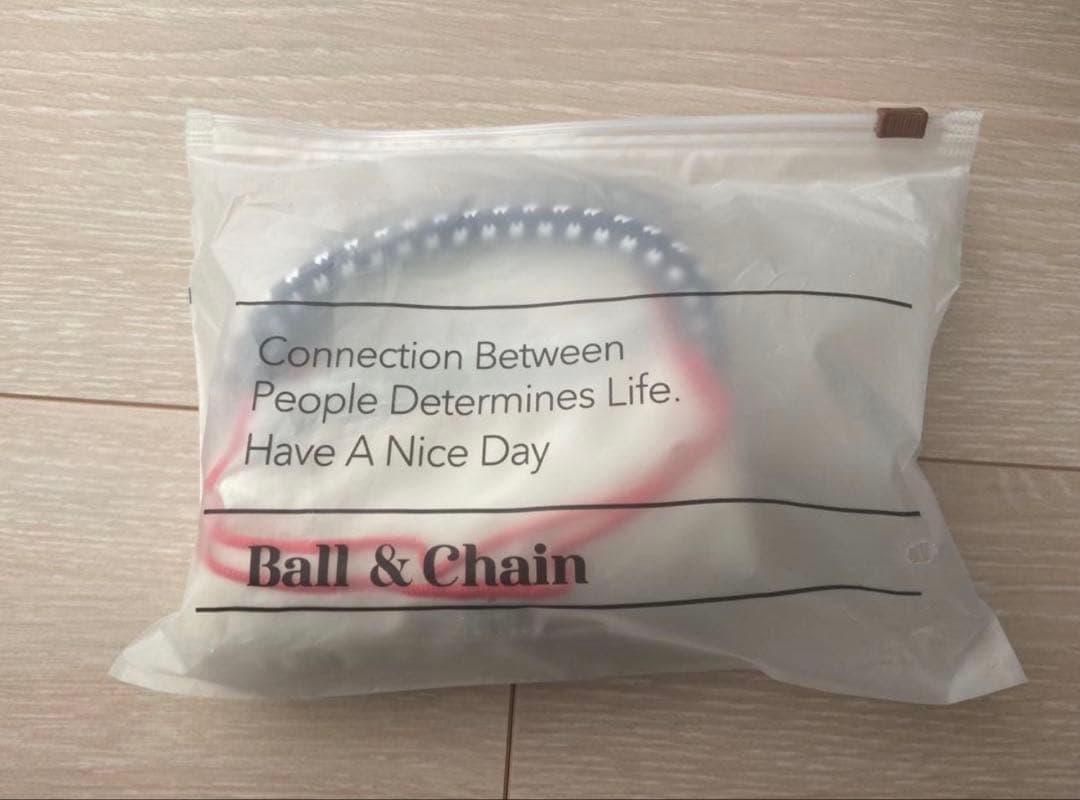 Connection Between
People Determines Life.
Have A Nice Day
Ball & Chain